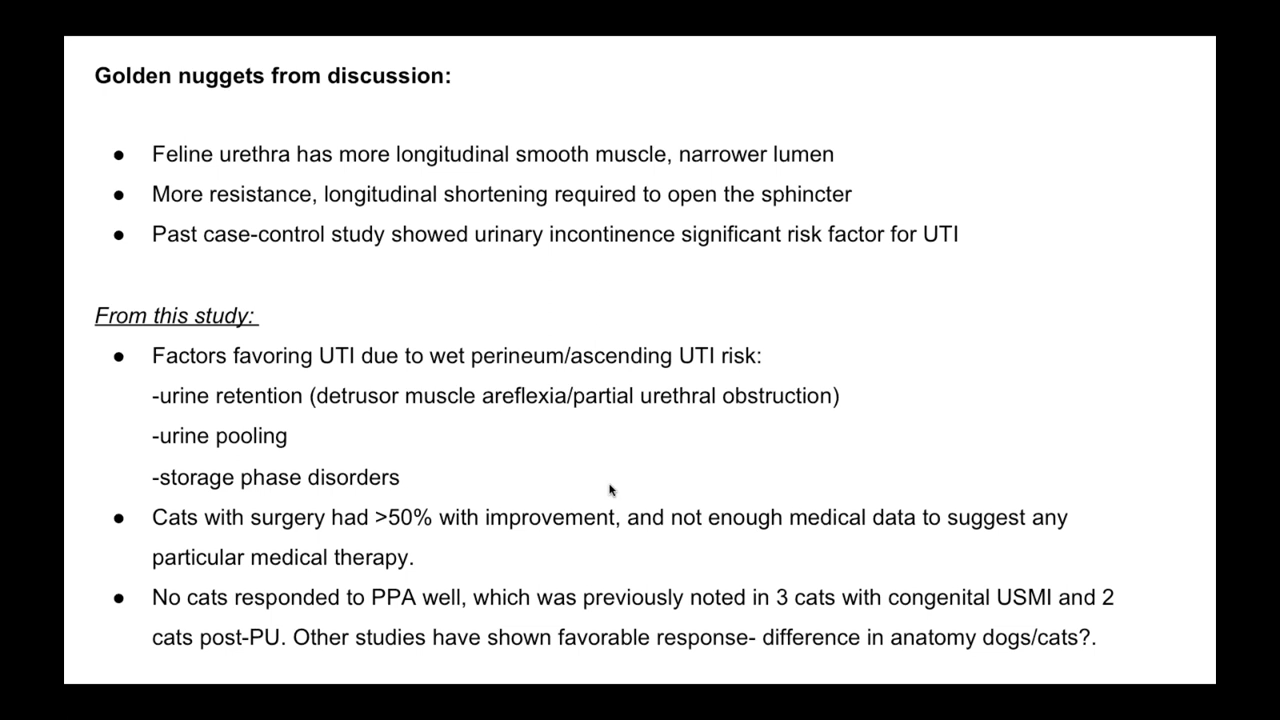 Golden nuggets from discussion:
● Feline urethra has more longitudinal smooth muscle, narrower lumen
● More resistance, longitudinal shortening required to open the sphincter
● Past case-control study showed urinary incontinence significant risk factor for UTI
From this study:
● Factors favoring UTI due to wet perineum/ascending UTI risk:
-urine retention (detrusor muscle areflexia/partial urethral obstruction)
-urine pooling
-storage phase disorders
● Cats with surgery had >50% with improvement, and not enough medical data to suggest any
particular medical therapy.
● No cats responded to PPA well, which was previously noted in 3 cats with congenital USMI and 2
cats post-PU. Other studies have shown favorable response- difference in anatomy dogs/cats?.